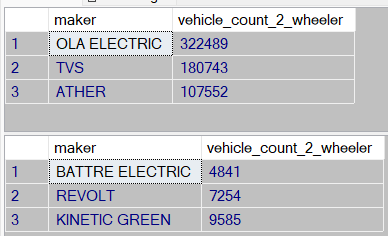 maker vehicle_count_2_wheeler
1 OLA ELECTRIC 322489
2 TVS 180743
3 ATHER 107552
maker vehicle_count_2_wheeler
1 BATTRE ELECTRIC 4841
2 REVOLT 7254
3 KINETIC GREEN 9585